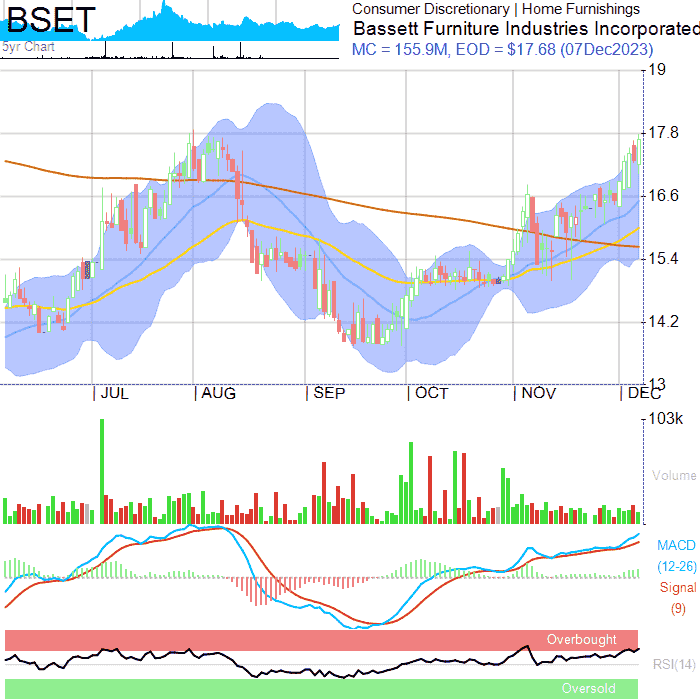 BSET
5yr Chart
Consumer Discretionary | Home Furnishings
Bassett Furniture Industries Incorporated
MC = 155.9M, EOD = $17.68 (07Dec2023)
19
17.8
16.6
15.4
14.2
13
| JUL | AUG | SEP | OCT | NOV | DEC
103k
Volume
MACD
(12-26)
Signal
(9)
Overbought
RSI(14)
Oversold